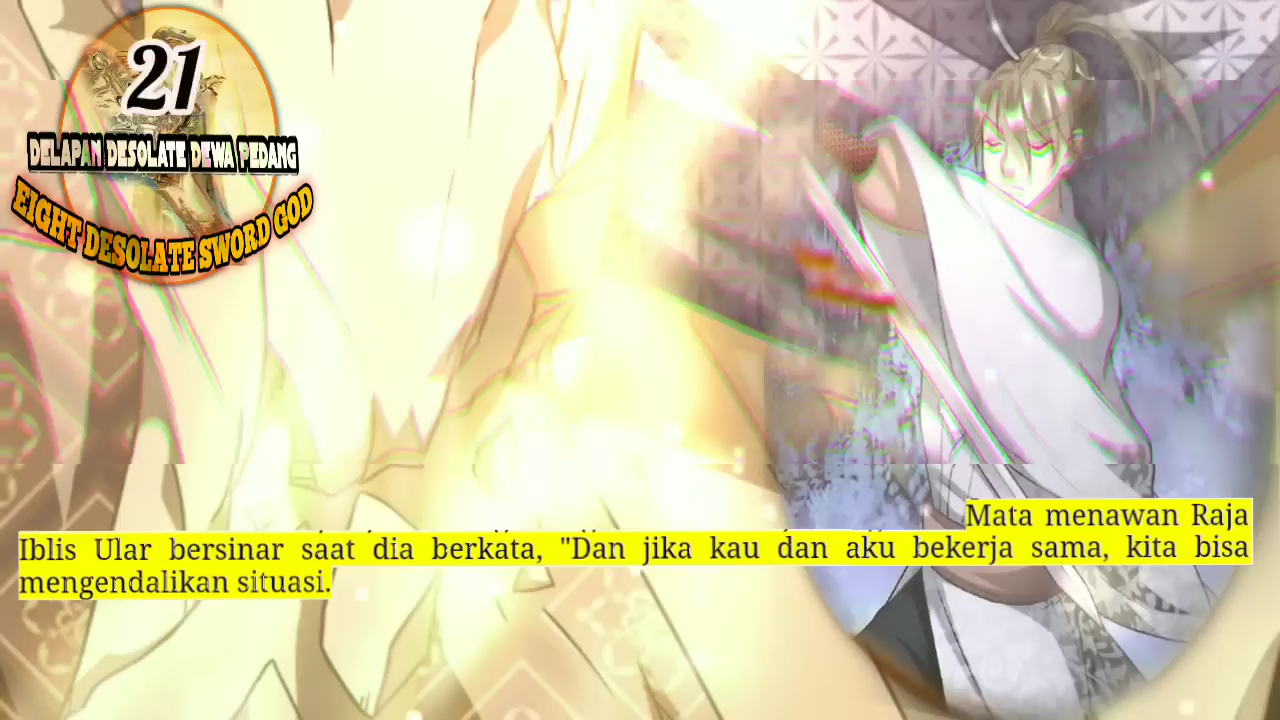 21
DELAPAN DESOLATE DEWA PEDANG
EIGHT DESOLATE SWORD GOD
Mata menawan Raja
Iblis Ular bersinar saat dia berkata, "Dan jika kau dan aku bekerja sama, kita bisa
mengendalikan situasi.